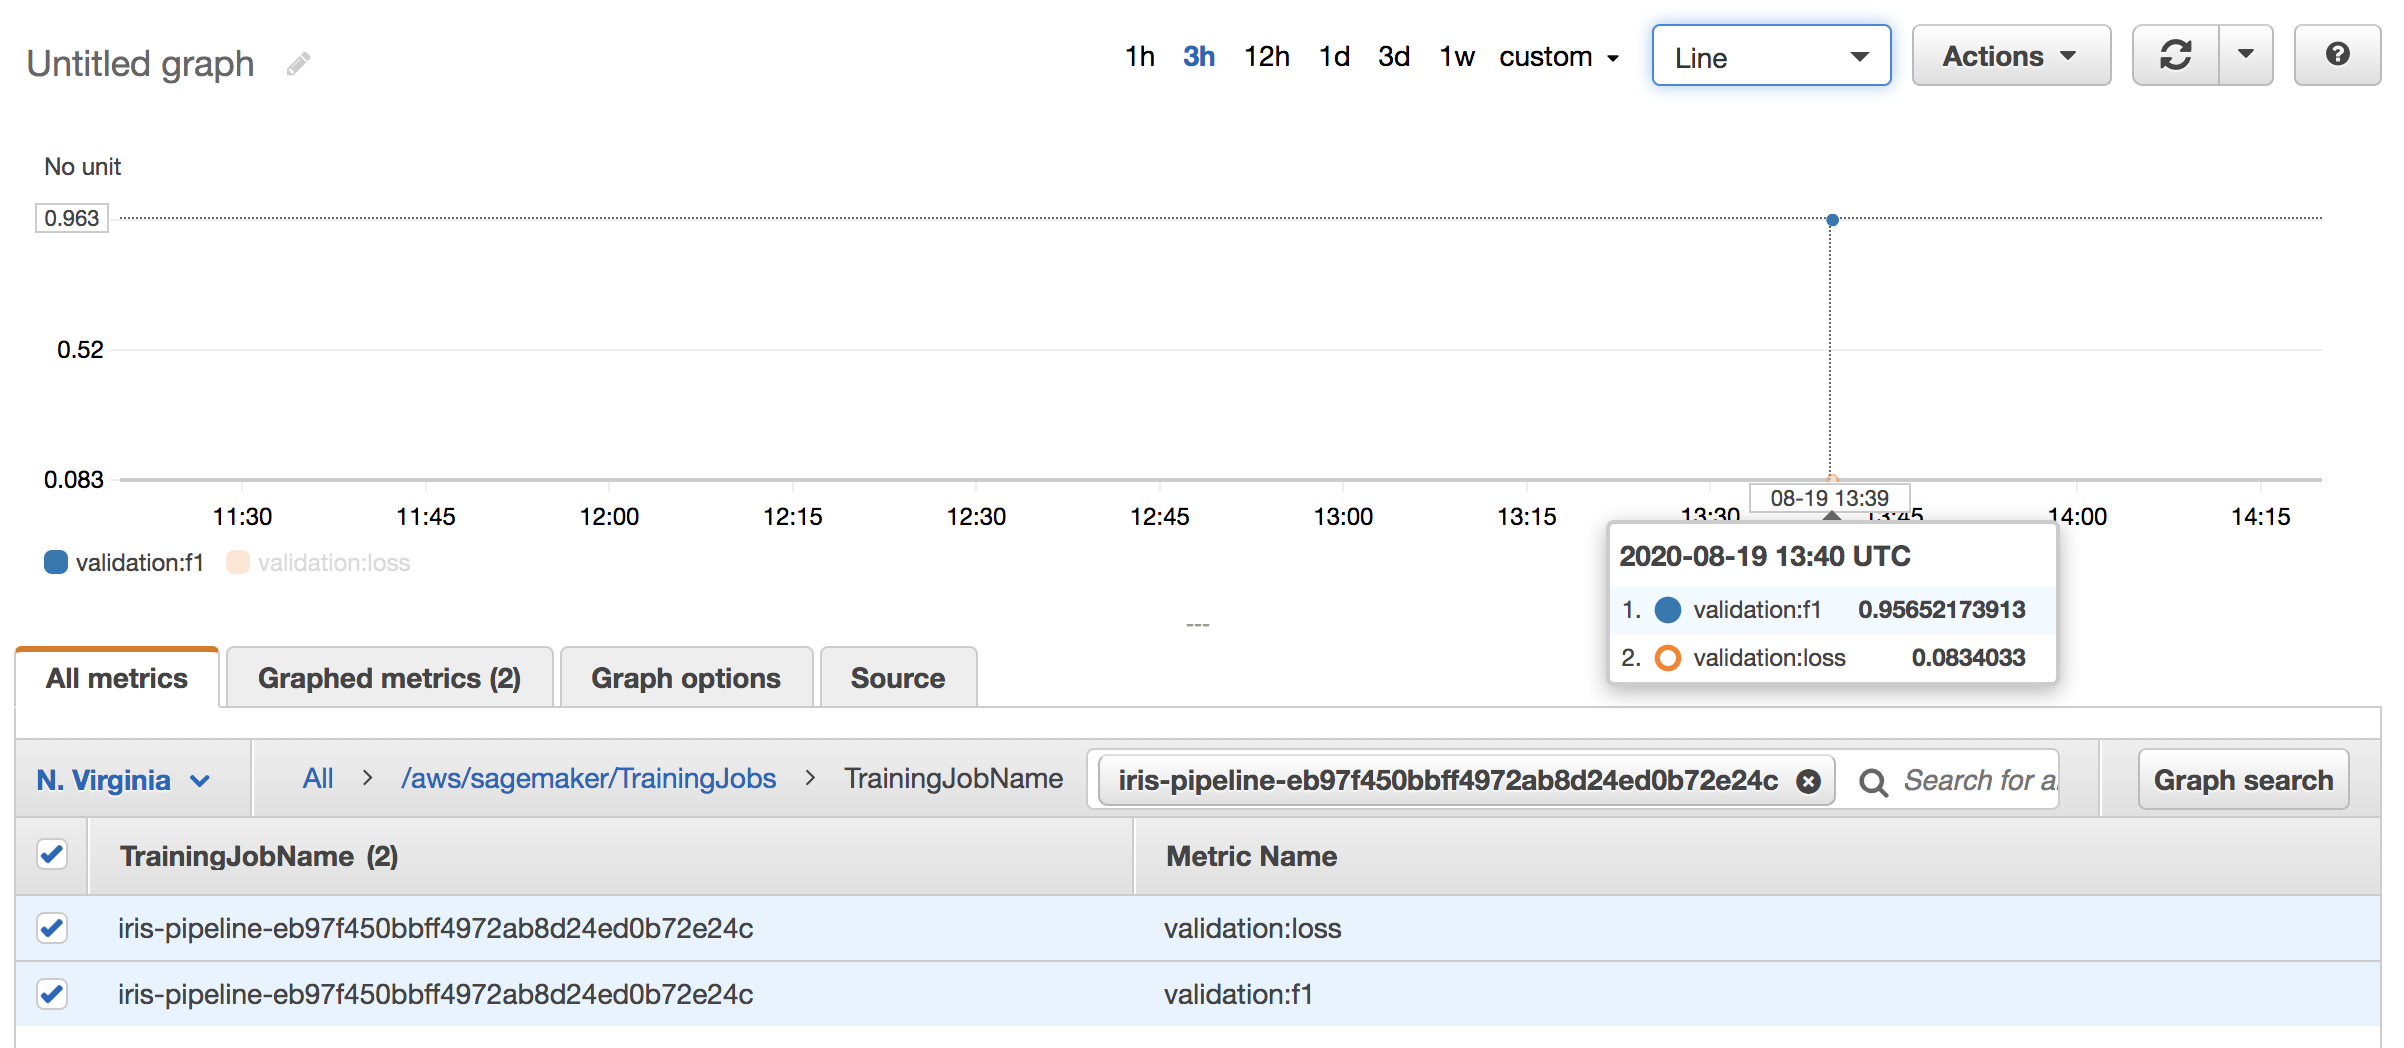 Untitled graph 1h 3h 12h 1d 3d 1w custom Line Actions
No unit
0.963
0.52
0.083
08-19 13:39
11:30 11:45 12:00 12:15 12:30 12:45 13:00 13:15 13:30 13:45 14:00 14:15
validation:f1 validation:loss
2020-08-19 13:40 UTC
1. validation:f1 0.95652173913
2. validation:loss 0.0834033
---
All metrics Graphed metrics (2) Graph options Source
N. Virginia All > /aws/sagemaker/TrainingJobs > TrainingJobName iris-pipeline-eb97f450bbff4972ab8d24ed0b72e24c Search for a Graph search
TrainingJobName (2) Metric Name
iris-pipeline-eb97f450bbff4972ab8d24ed0b72e24c validation:loss
iris-pipeline-eb97f450bbff4972ab8d24ed0b72e24c validation:f1